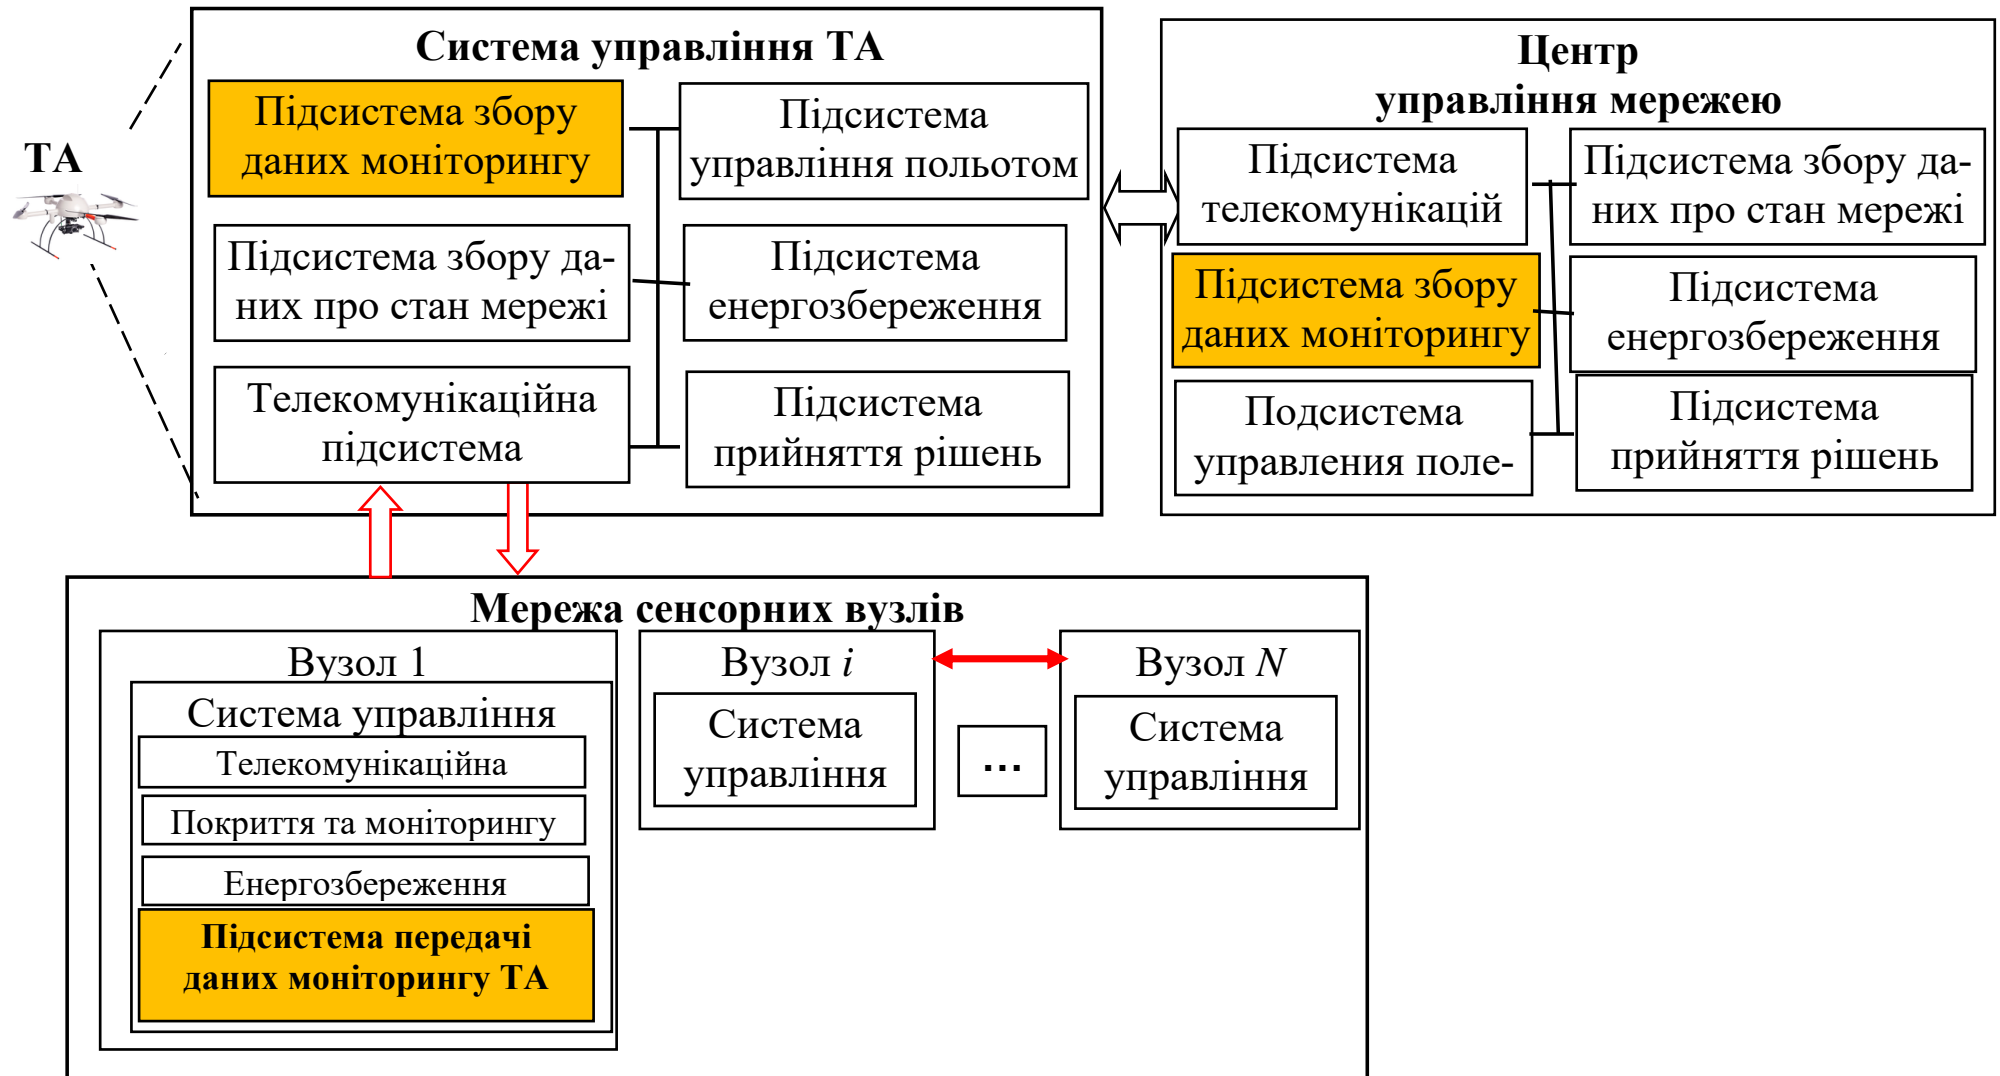 ТА
Система управління ТА
Підсистема збору
даних моніторингу
Підсистема
управління польотом
Підсистема збору да-
них про стан мережі
Підсистема
енергозбереження
Телекомунікаційна
підсистема
Підсистема
прийняття рішень
Центр
управління мережею
Підсистема
телекомунікацій
Підсистема збору да-
них про стан мережі
Підсистема збору
даних моніторингу
Підсистема
енергозбереження
Подсистема
управления поле-
Підсистема
прийняття рішень
Мережа сенсорних вузлів
Вузол 1
Система управління
Телекомунікаційна
Покриття та моніторингу
Енергозбереження
Підсистема передачі
даних моніторингу ТА
Вузол i
Система
управління
...
Вузол N
Система
управління